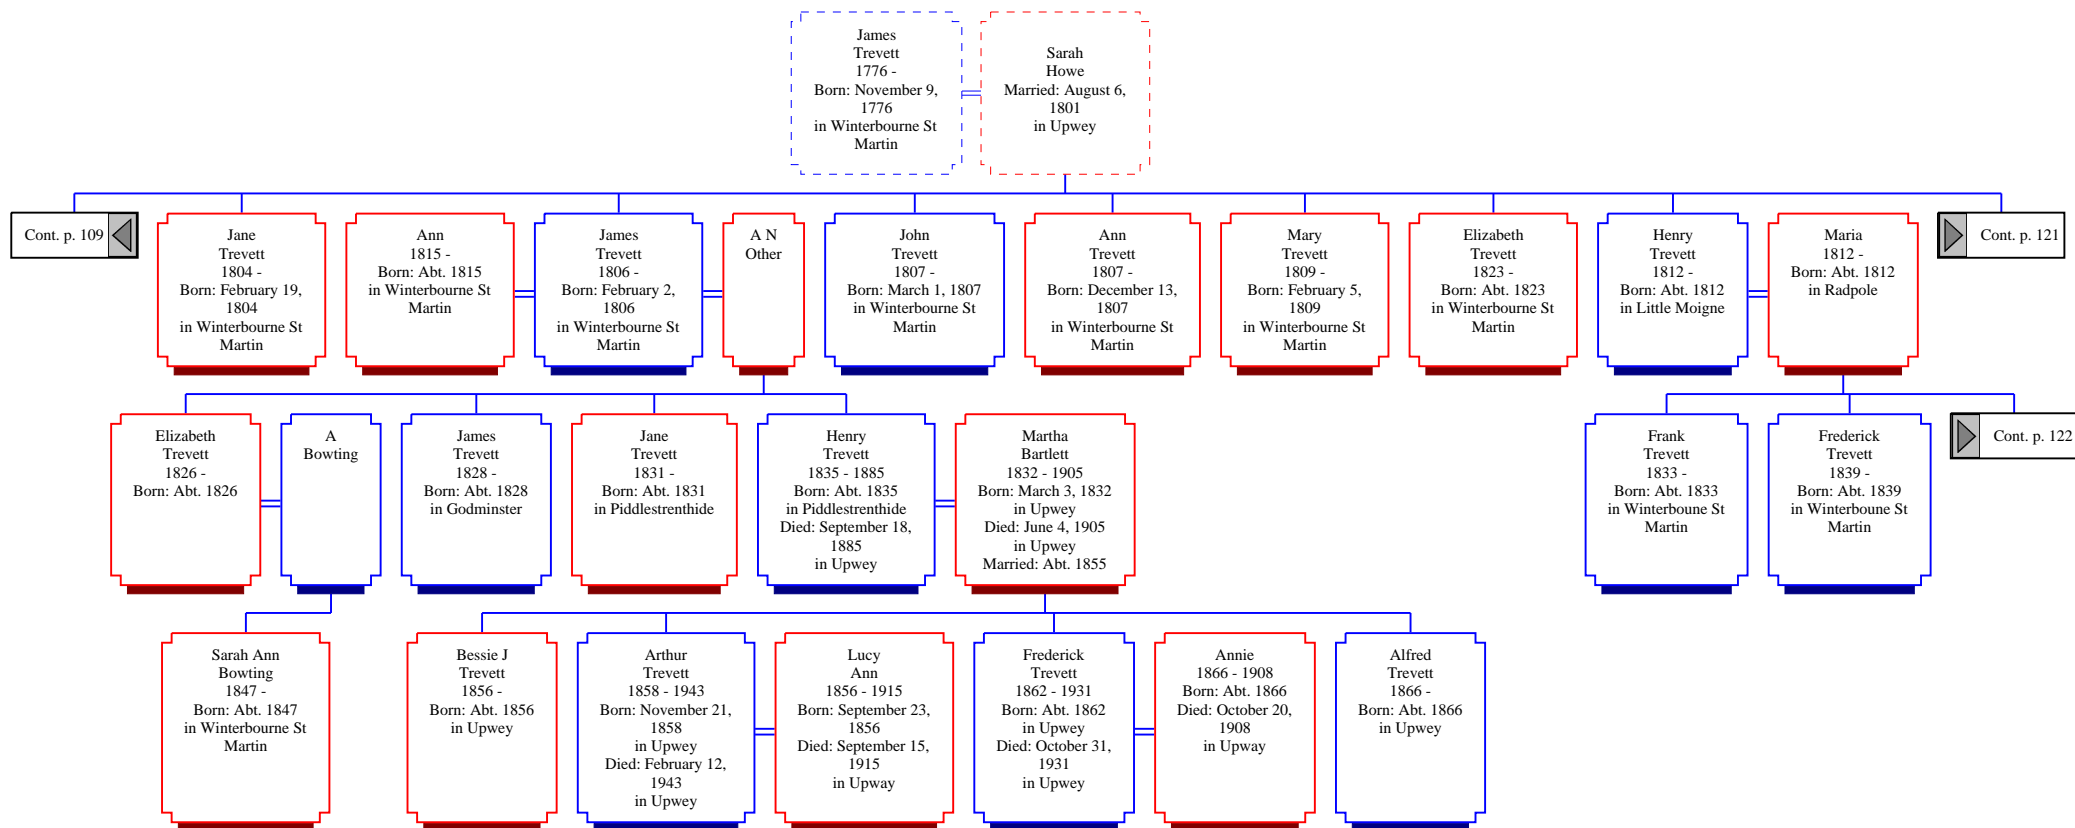 James
Trevett
1776 -
Born: November 9,
1776
in Winterbourne St
Martin
Sarah
Howe
Married: August 6,
1801
in Upwey
Cont. p. 109
Jane
Trevett
1804 -
Born: February 19,
1804
in Winterbourne St
Martin
Ann
1815 -
Born: Abt. 1815
in Winterbourne St
Martin
James
Trevett
1806 -
Born: February 2,
1806
in Winterbourne St
Martin
A N
Other
John
Trevett
1807 -
Born: March 1, 1807
in Winterbourne St
Martin
Ann
Trevett
1807 -
Born: December 13,
1807
in Winterbourne St
Martin
Mary
Trevett
1809 -
Born: February 5,
1809
in Winterbourne St
Martin
Elizabeth
Trevett
1823 -
Born: Abt. 1823
in Winterbourne St
Martin
Henry
Trevett
1812 -
Born: Abt. 1812
in Little Moigne
Maria
1812 -
Born: Abt. 1812
in Radpole
Cont. p. 121
Elizabeth
Trevett
1826 -
Born: Abt. 1826
A
Bowting
James
Trevett
1828 -
Born: Abt. 1828
in Godminster
Jane
Trevett
1831 -
Born: Abt. 1831
in Piddlestrenthide
Henry
Trevett
1835 - 1885
Born: Abt. 1835
in Piddlestrenthide
Died: September 18,
1885
in Upwey
Martha
Bartlett
1832 - 1905
Born: March 3, 1832
in Upwey
Died: June 4, 1905
in Upwey
Married: Abt. 1855
Frank
Trevett
1833 -
Born: Abt. 1833
in Winterboune St
Martin
Frederick
Trevett
1839 -
Born: Abt. 1839
in Winterboune St
Martin
Cont. p. 122
Sarah Ann
Bowting
1847 -
Born: Abt. 1847
in Winterbourne St
Martin
Bessie J
Trevett
1856 -
Born: Abt. 1856
in Upwey
Arthur
Trevett
1858 - 1943
Born: November 21,
1858
in Upwey
Died: February 12,
1943
in Upwey
Lucy
Ann
1856 - 1915
Born: September 23,
1856
Died: September 15,
1915
in Upway
Frederick
Trevett
1862 - 1931
Born: Abt. 1862
in Upwey
Died: October 31,
1931
in Upwey
Annie
1866 - 1908
Born: Abt. 1866
Died: October 20,
1908
in Upway
Alfred
Trevett
1866 -
Born: Abt. 1866
in Upwey